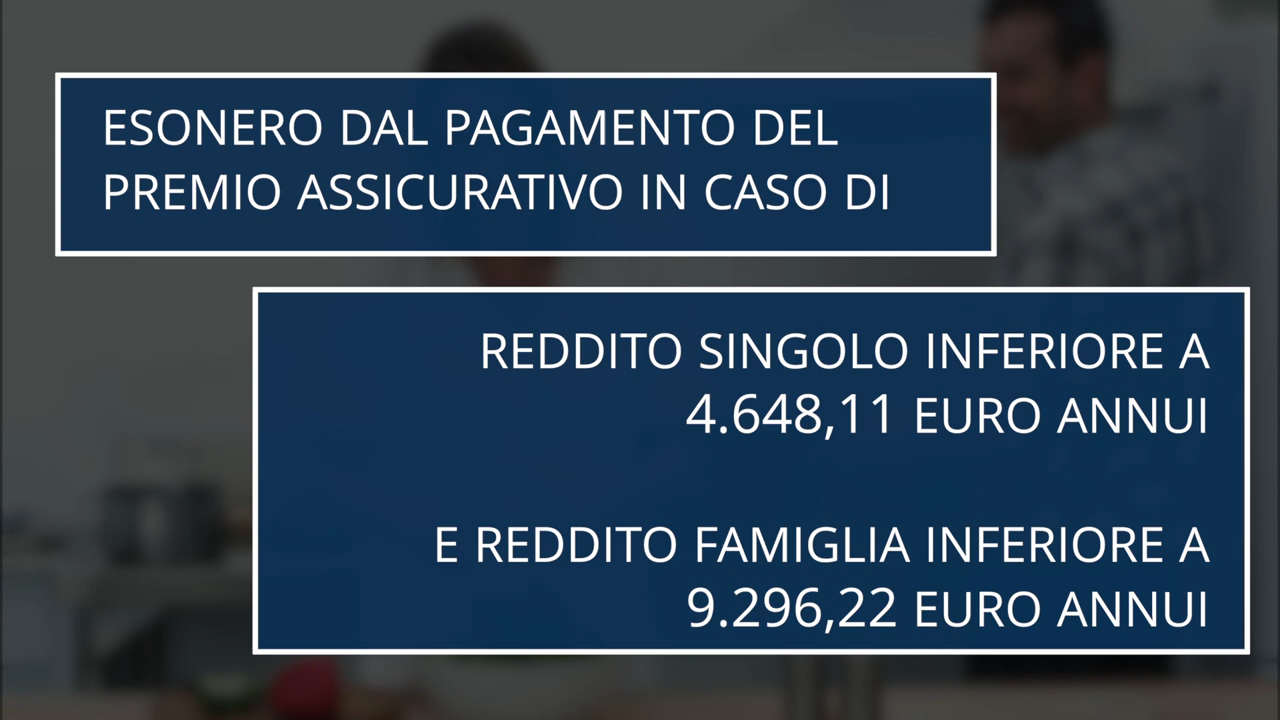 ESONERO DAL PAGAMENTO DEL
PREMIO ASSICURATIVO IN CASO DI
REDDITO SINGOLO INFERIORE A
4.648,11 EURO ANNUI
E REDDITO FAMIGLIA INFERIORE A
9.296,22 EURO ANNUI